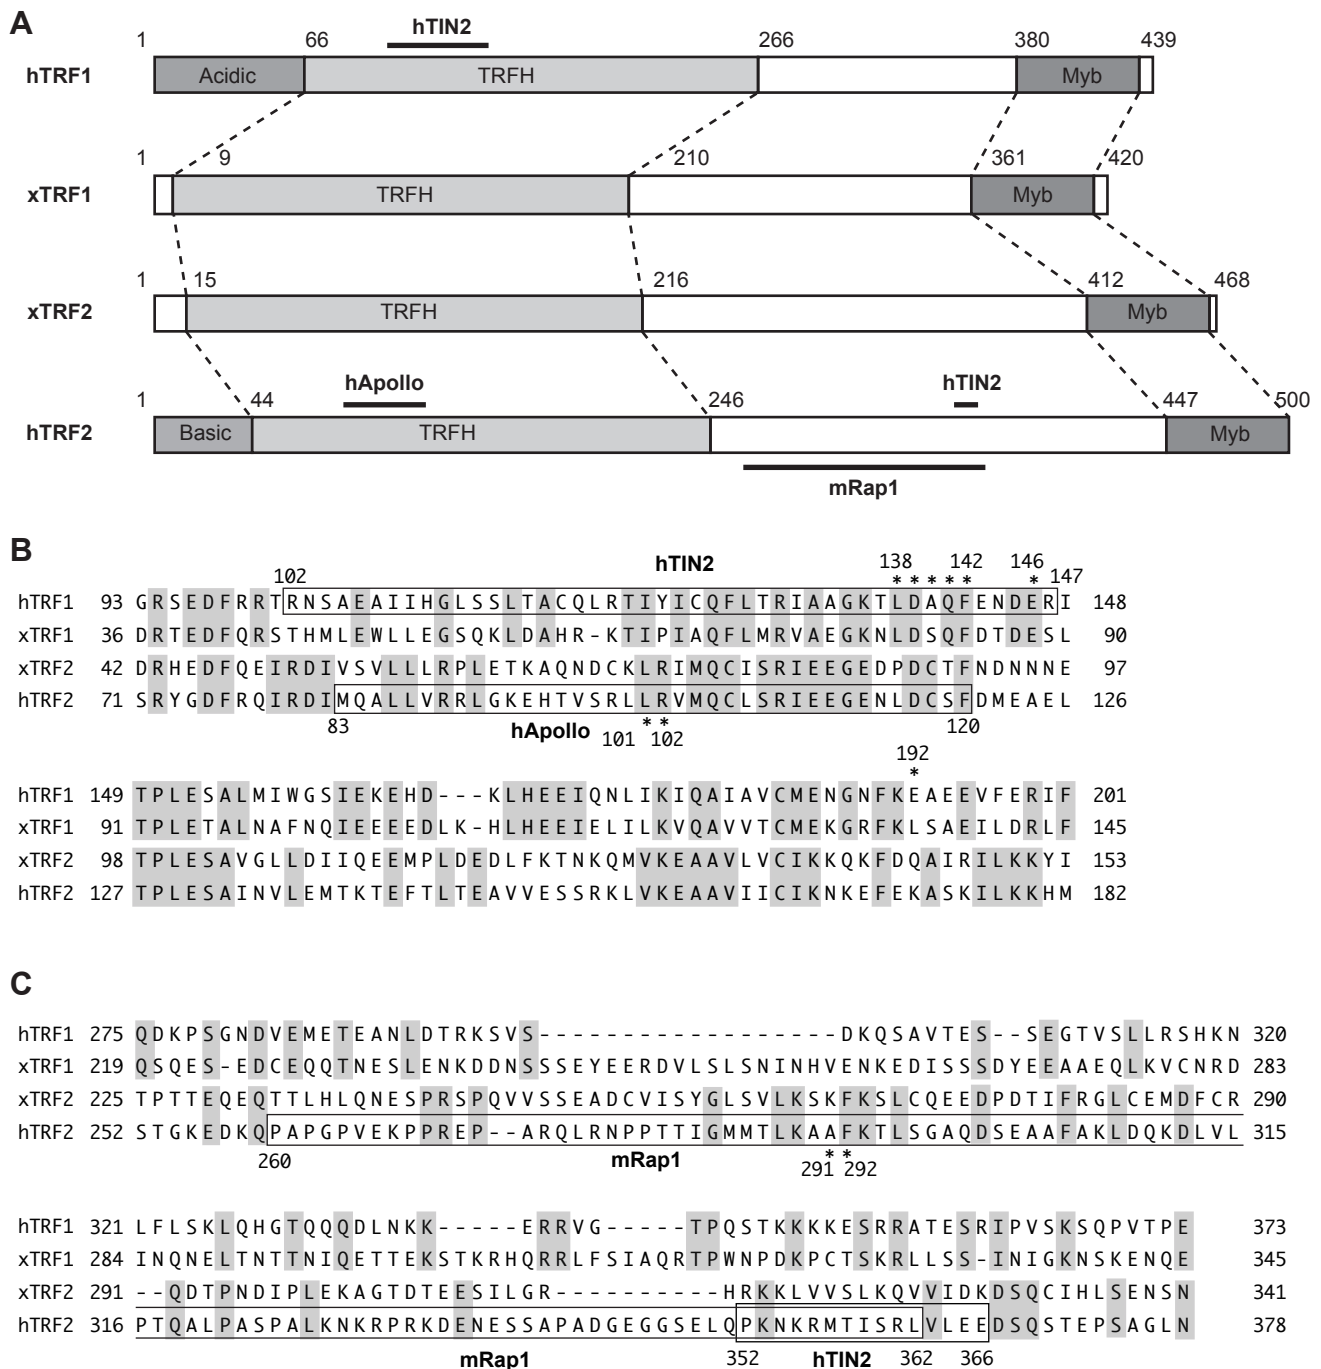 A
hTIN2
1 66 266 380 439
hTRF1 Acidic TRFH Myb
1 9 210 361 420
xTRF1 TRFH Myb
1 15 216 412 468
xTRF2 TRFH Myb
hApollo hTIN2
1 44 246 447 500
hTRF2 Basic TRFH Myb
mRap1
B
hTIN2 138 142 146
102 * * * * * * 147
hTRF1 93 GRSEDFRRTRNSAEAIIHGLSSLTACQLRTIYICQFLTRIAAGKTLDAQFENDERI 148
xTRF1 36 DRTEDFQRSTHMLEWLLEGSQKLDAHR-KTIPIAQFLMRVAEGKNLDSQFDTDESL 90
xTRF2 42 DRHEDFQEIRDIVSVLLLRPLETKAQNDCKLRIMQCISRIEEGEDPDCTFNDNNNE 97
hTRF2 71 SRYGDFRQIRDIMQALLVRRLGKEHTVSRLLRVMQCLSRIEEGENLDCSFDMEAEL 126
83 hApollo 101 * * 102 120
192
*
hTRF1 149 TPLESALMIWGSIEKEHD---KLHEEIQNLIKIQAIAVCMENGNFKEAEEVFERIF 201
xTRF1 91 TPLETALNAFNQIEEEEDLK-HLHEEIELILKVQAVVTCMEKGRFKLSAEILDRLF 145
xTRF2 98 TPLESAVGLLDIIQEEMPLDEDLFKTNKQMVKEAAVLVCIKKQKFDQAIRILKKYI 153
hTRF2 127 TPLESAINVLEMTKTEFTLTEAVVESSRKLVKEAAVIICIKNKEFEKASKILKKHM 182
C
hTRF1 275 QDKPSGNDVEMETEANLDTRKSVS------------------DKQSAVTES--SEGTVSLLRSHKN 320
xTRF1 219 QSQES-EDCEQQTNESLENKDDNSSSEYEERDVLSLSNINHVENKEDISSSDYEEAAEQLKVCNRD 283
xTRF2 225 TPTTEQEQTTLHLQNESPRSPQVVSSEADCVISYGLSVLKSKFKSLCQEEDPDTIFRGLCEMDFCR 290
hTRF2 252 STGKEDKQPAPGPVEKPPREP--ARQLRNPPTTIGMMTLKAAFKTLSGAQDSEAAFAKLDQKDLVL 315
260 mRap1 291 * * 292
hTRF1 321 LFLSKLQHGTQQQDLNKK-----ERRVG-----TPQSTKKKKESRRATESRIPVSKSQPVTPE 373
xTRF1 284 INQNELTNTTNIQETTEKSTKRHQRRLFSIAQRTPWNPDKPCTSKRLLSS-INIGKNSKENQE 345
xTRF2 291 --QDTPNDIPLEKAGTDTEESILGR----------HRKKLVVSLKQVVIDKDSQCIHLSENSN 341
hTRF2 316 PTQALPASPALKNKRPRKDENESSAPADGEGGSELQPKNKRMTISRLVLEEDSQSTEPSAGLN 378
mRap1 352 hTIN2 362 366